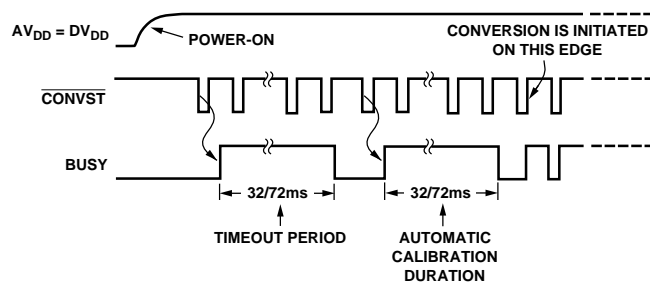 AVDD = DVDD
POWER-ON
CONVERSION IS INITIATED
ON THIS EDGE
CONVST
BUSY
32/72ms
32/72ms
TIMEOUT PERIOD
AUTOMATIC
CALIBRATION
DURATION